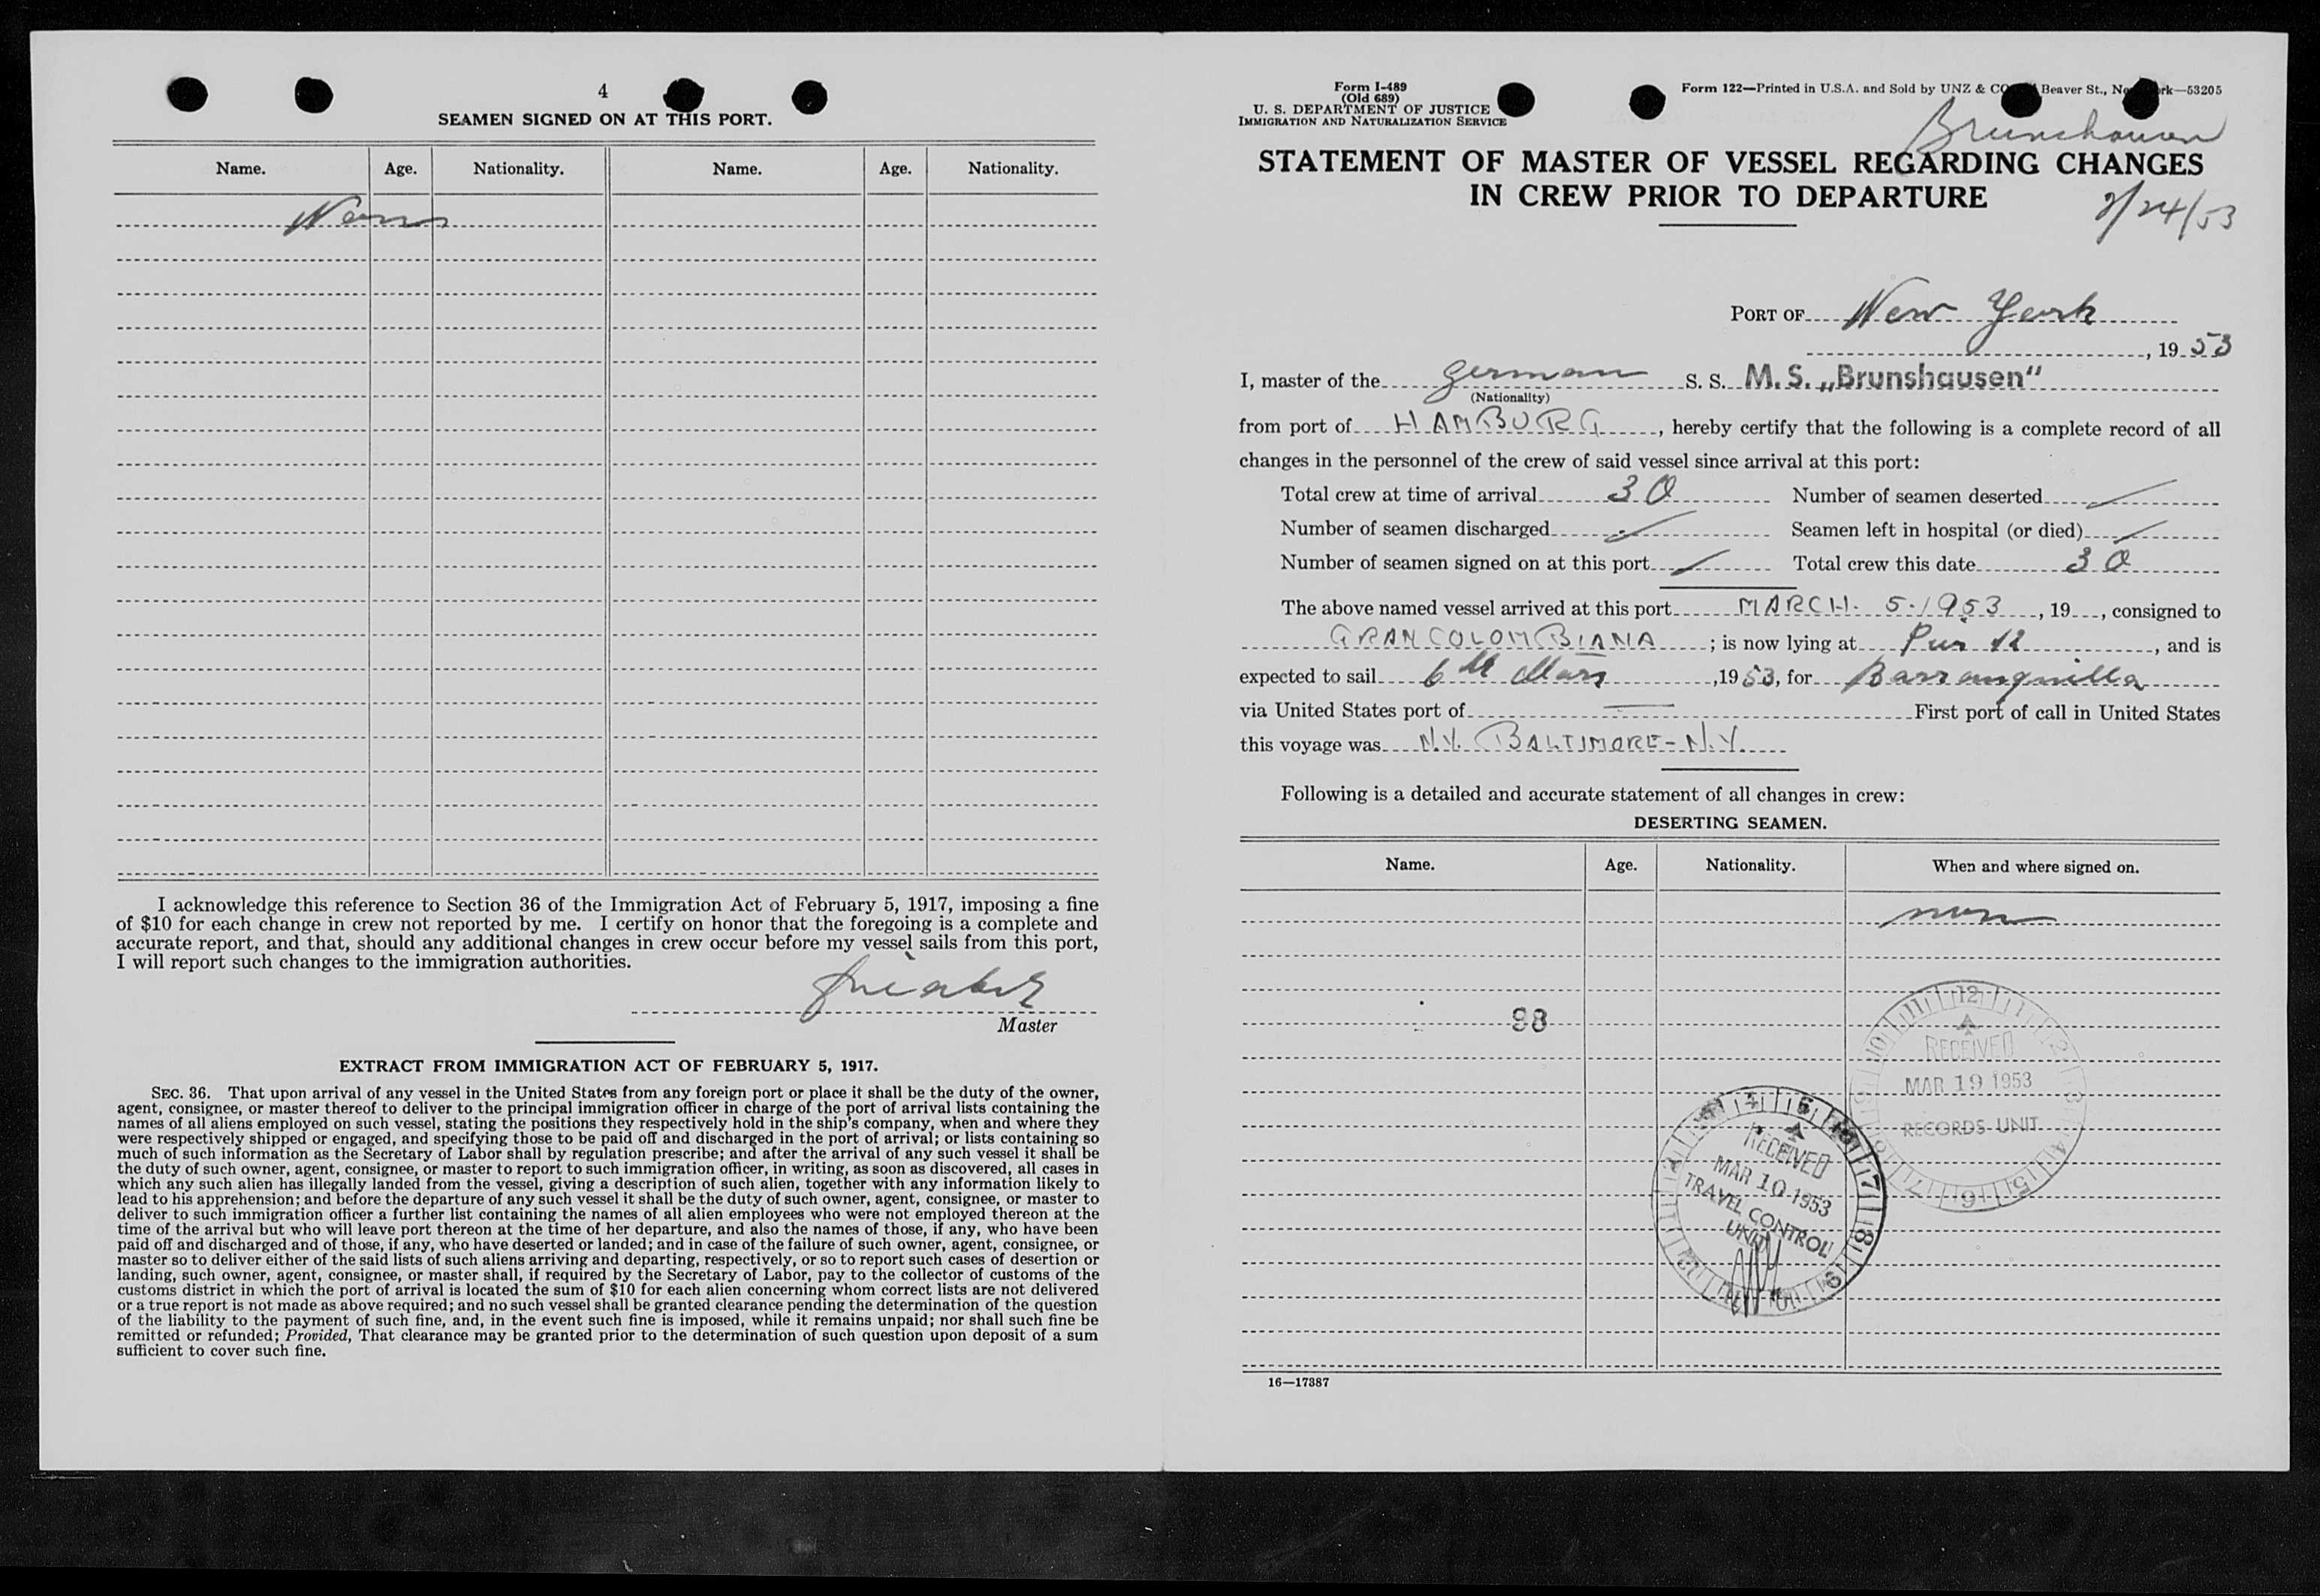 4
SEAMEN SIGNED ON AT THIS PORT.
Name. Age. Nationality. Name. Age. Nationality.
I acknowledge this reference to Section 36 of the Immigration Act of February 5, 1917, imposing a fine
of $10 for each change in crew not reported by me. I certify on honor that the foregoing is a complete and
accurate report, and that, should any additional changes in crew occur before my vessel sails from this port,
I will report such changes to the immigration authorities.
Master
EXTRACT FROM IMMIGRATION ACT OF FEBRUARY 5, 1917.
SEC. 36. That upon arrival of any vessel in the United States from any foreign port or place it shall be the duty of the owner,
agent, consignee, or master thereof to deliver to the principal immigration officer in charge of the port of arrival lists containing the
names of all aliens employed on such vessel, stating the positions they respectively hold in the ship's company, when and where they
were respectively shipped or engaged, and specifying those to be paid off and discharged in the port of arrival; or lists containing so
much of such information as the Secretary of Labor shall by regulation prescribe; and after the arrival of any such vessel it shall be
the duty of such owner, agent, consignee, or master to report to such immigration officer, in writing, as soon as discovered, all cases in
which any such alien has illegally landed from the vessel, giving a description of such alien, together with any information likely to
lead to his apprehension; and before the departure of any such vessel it shall be the duty of such owner, agent, consignee, or master to
deliver to such immigration officer a further list containing the names of all alien employees who were not employed thereon at the
time of the arrival but who will leave port thereon at the time of her departure, and also the names of those, if any, who have been
paid off and discharged and of those, if any, who have deserted or landed; and in case of the failure of such owner, agent, consignee, or
master so to deliver either of the said lists of such aliens arriving and departing, respectively, or so to report such cases of desertion or
landing, such owner, agent, consignee, or master shall, if required by the Secretary of Labor, pay to the collector of customs of the
customs district in which the port of arrival is located the sum of $10 for each alien concerning whom correct lists are not delivered
or a true report is not made as above required; and no such vessel shall be granted clearance pending the determination of the question
of the liability to the payment of such fine, and, in the event such fine is imposed, while it remains unpaid; nor shall such fine be
remitted or refunded; Provided, That clearance may be granted prior to the determination of such question upon deposit of a sum
sufficient to cover such fine.
Form I-489
(Old 689)
U. S. DEPARTMENT OF JUSTICE
IMMIGRATION AND NATURALIZATION SERVICE
Form 122—Printed in U.S.A. and Sold by UNZ & Beaver St., —53205
Brunshausen
STATEMENT OF MASTER OF VESSEL REGARDING CHANGES
IN CREW PRIOR TO DEPARTURE
2/24/53
PORT OF New York
, 1953
I, master of the german S. S. M.S. „Brunshausen"
(Nationality)
from port of HAMBURG, hereby certify that the following is a complete record of all
changes in the personnel of the crew of said vessel since arrival at this port:
Total crew at time of arrival 30 Number of seamen deserted
Number of seamen discharged Seamen left in hospital (or died)
Number of seamen signed on at this port Total crew this date 30
The above named vessel arrived at this port MARCH. 5.1953, 19 , consigned to
GRANCOLOMBIANA ; is now lying at 12 , and is
expected to sail 6th ,1953, for Barranquilla
via United States port of — First port of call in United States
this voyage was N.Y. BALTIMORE - N.Y.
Following is a detailed and accurate statement of all changes in crew:
DESERTING SEAMEN.
Name. Age. Nationality. When and where signed on.
98
RECEIVED
MAR 19 1953
RECORDS UNIT
RECEIVED
MAR 10 1953
TRAVEL CONTROL
UNIT
16—17387